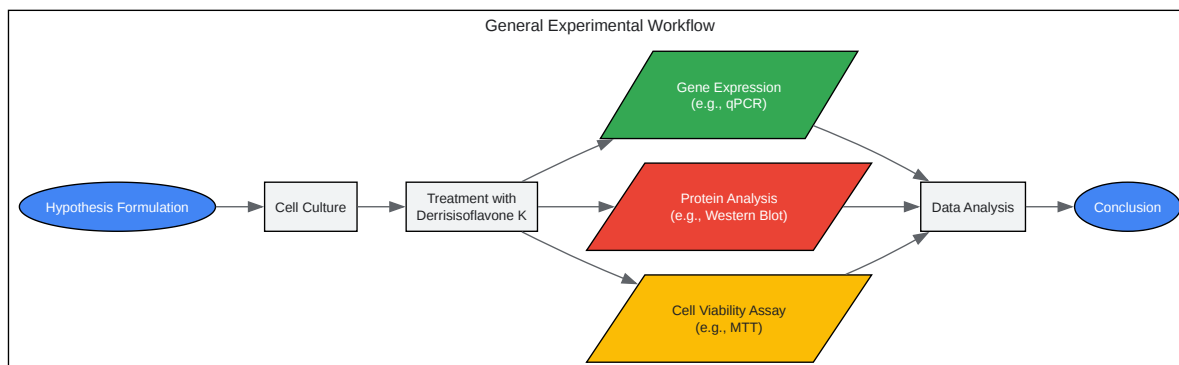 General Experimental Workflow
Gene Expression
(e.g., qPCR)
Hypothesis Formulation
Cell Culture
Treatment with
Derrisisoflavone K
Protein Analysis
(e.g., Western Blot)
Data Analysis
Conclusion
Cell Viability Assay
(e.g., MTT)